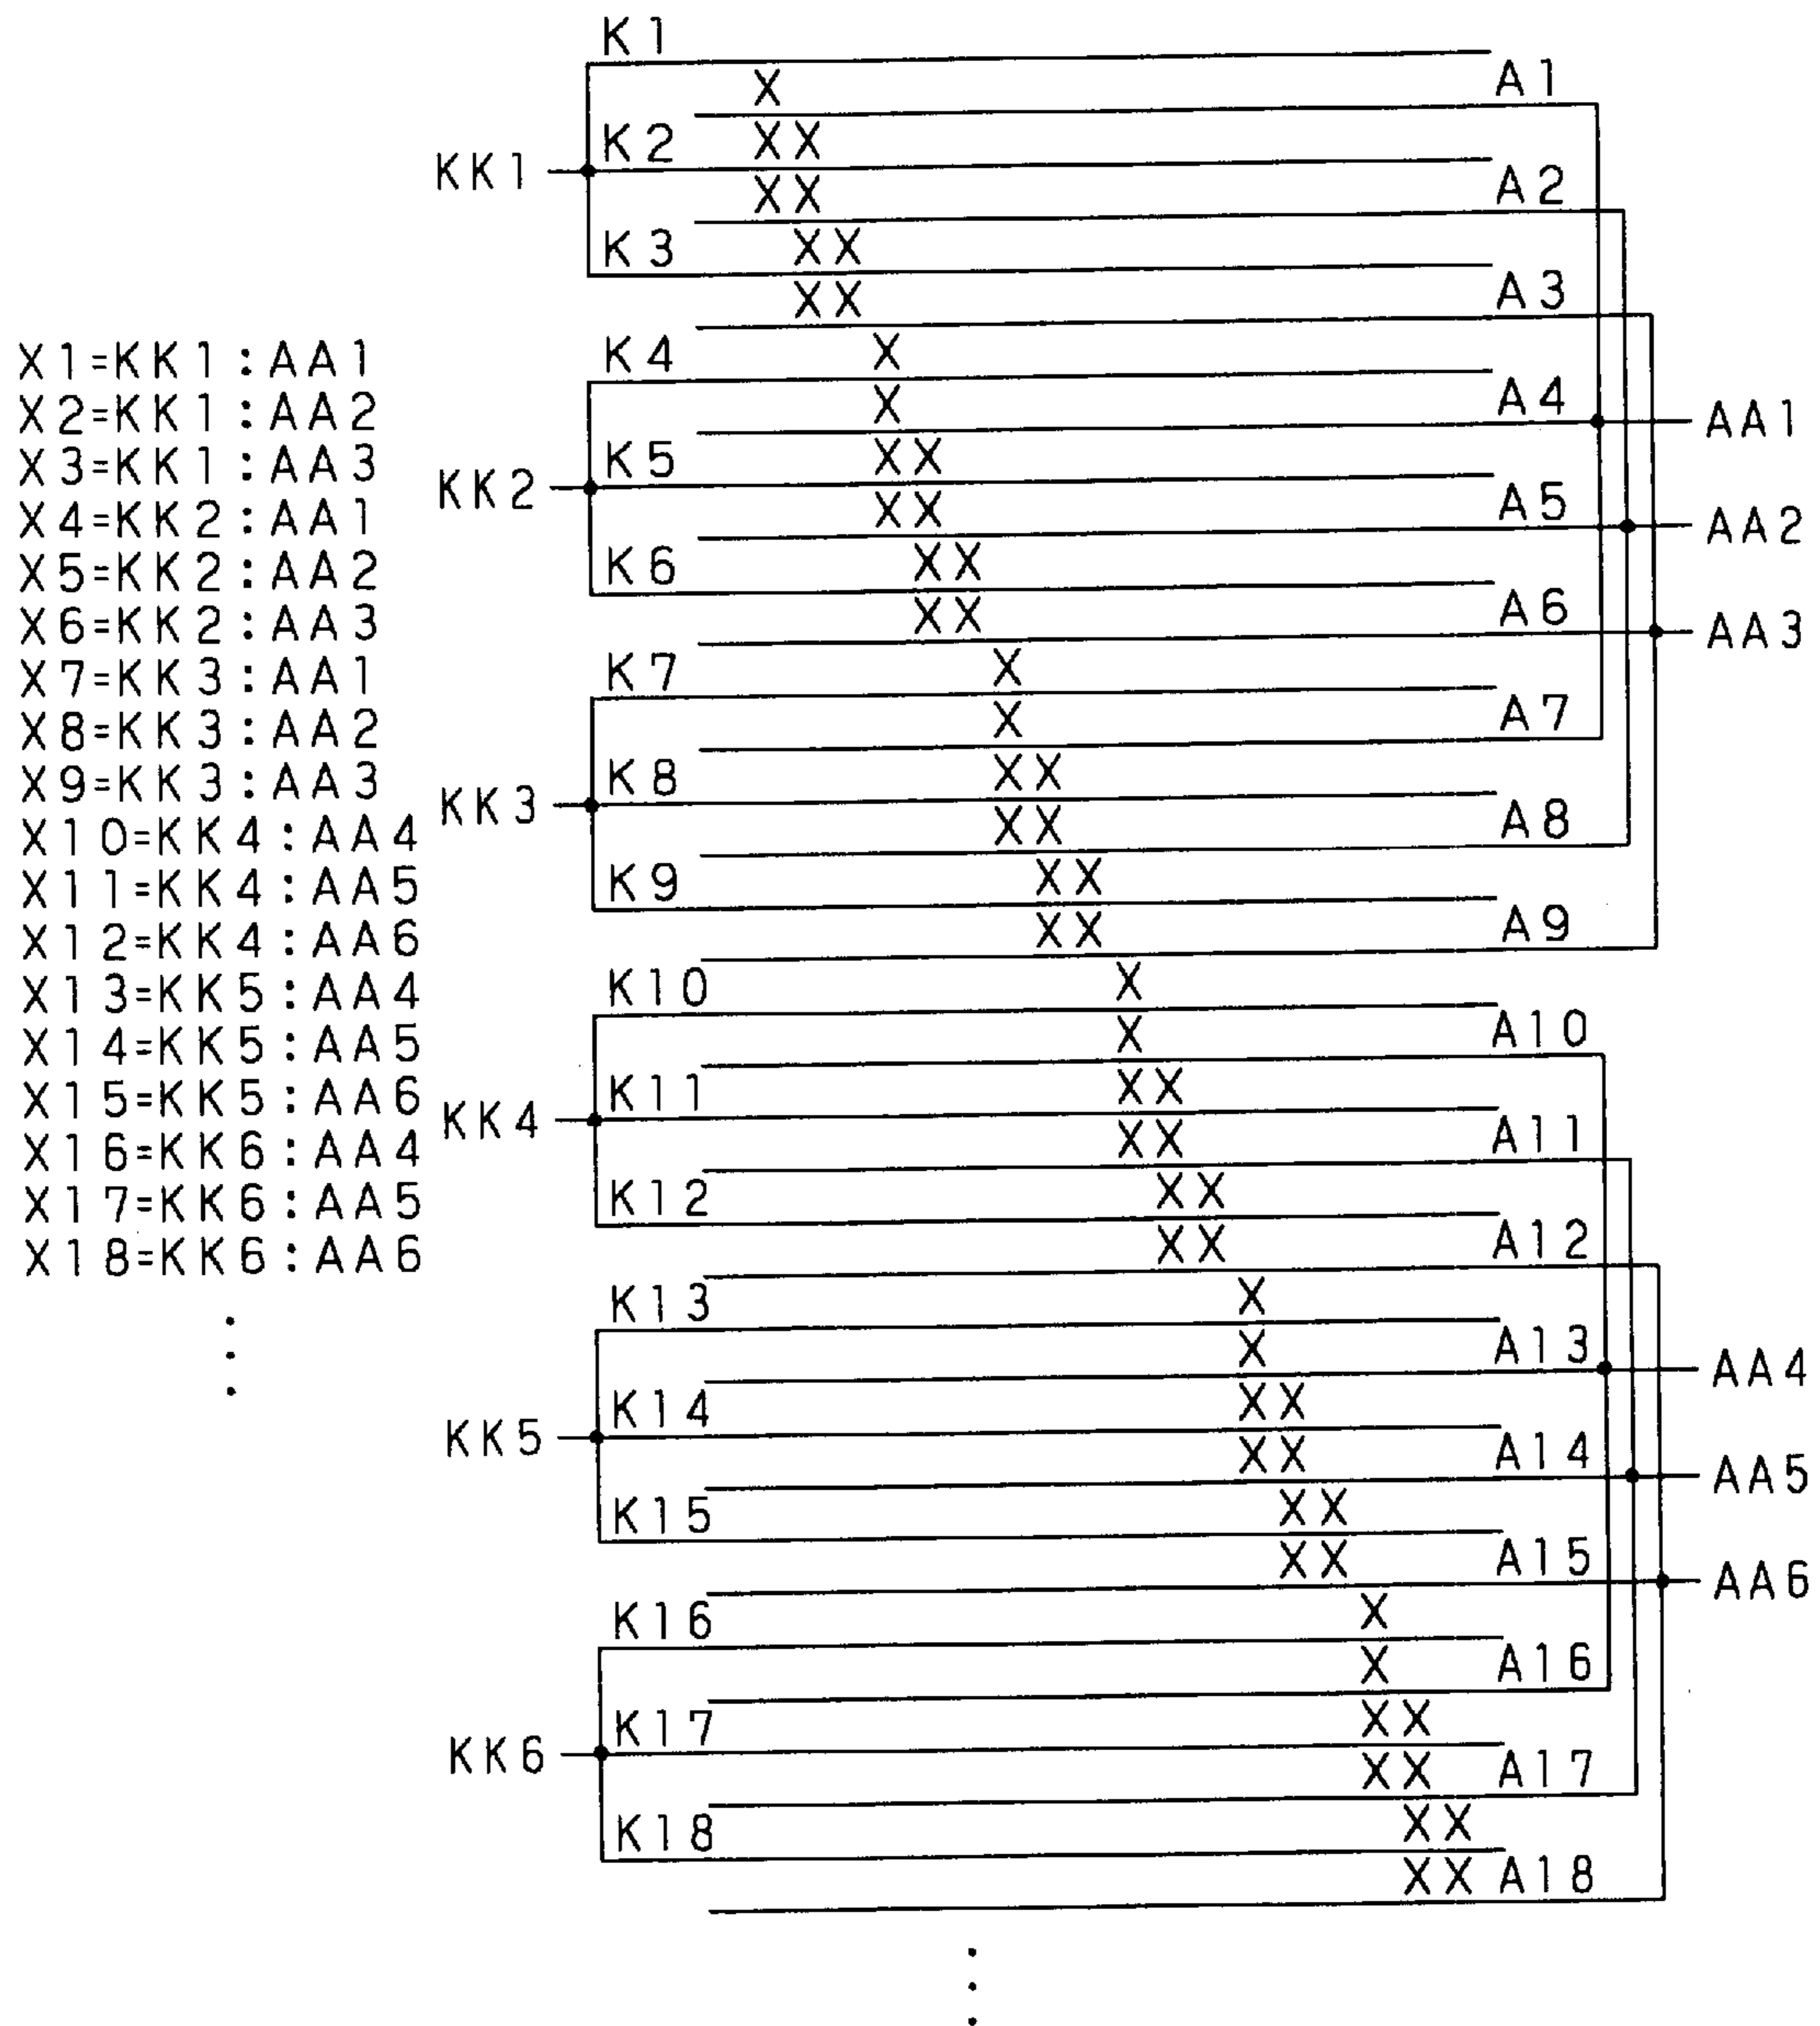 X1=KK1:AA1
X2=KK1:AA2
X3=KK1:AA3
X4=KK2:AA1
X5=KK2:AA2
X6=KK2:AA3
X7=KK3:AA1
X8=KK3:AA2
X9=KK3:AA3
X10=KK4:AA4
X11=KK4:AA5
X12=KK4:AA6
X13=KK5:AA4
X14=KK5:AA5
X15=KK5:AA6
X16=KK6:AA4
X17=KK6:AA5
X18=KK6:AA6
K1
X
A1
K2 XX
KK1
XX
A2
K3 XX
XX
A3
K4 X
X
A4
AA1
K5 XX
KK2
XX
A5
AA2
K6 XX
XX
A6
AA3
K7 X
X
A7
K8 XX
KK3
XX
A8
K9 XX
XX
A9
K10 X
X
A10
K11 XX
KK4
XX
A11
K12 XX
XX
A12
K13 X
X
A13
AA4
K14 XX
KK5
XX
A14
AA5
K15 XX
XX
A15
AA6
K16 X
X
A16
K17 XX
KK6
XX
A17
K18 XX
XX
A18